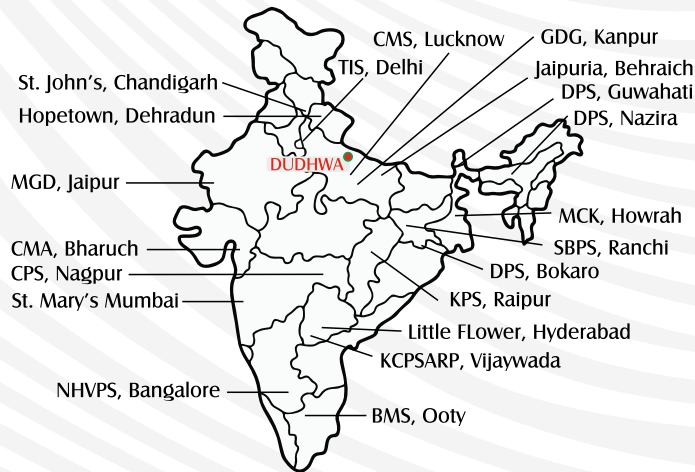 CMS, Lucknow
GDG, Kanpur
TIS, Delhi
Jaipuria, Behraich
St. John's, Chandigarh
DPS, Guwahati
Hopetown, Dehradun
DPS, Nazira
DUDHWA
MGD, Jaipur
MCK, Howrah
CMA, Bharuch
SBPS, Ranchi
CPS, Nagpur
DPS, Bokaro
St. Mary's Mumbai
KPS, Raipur
Little FLower, Hyderabad
KCPSARP, Vijaywada
NHVPS, Bangalore
BMS, Ooty